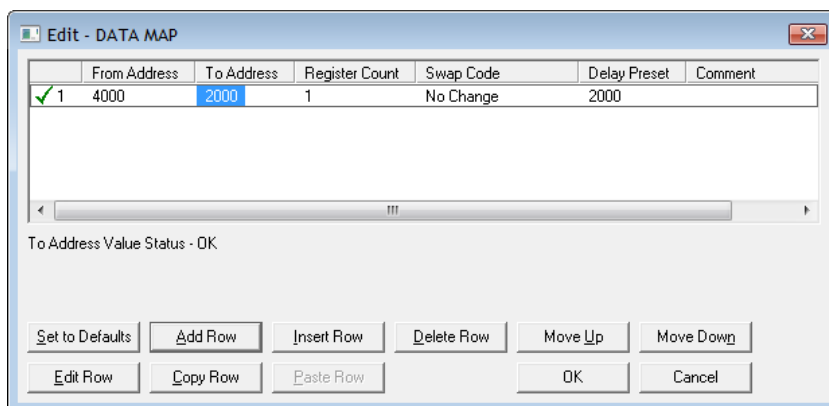 Edit - DATA MAP
From Address To Address Register Count Swap Code Delay Preset Comment
1 4000 2000 1 No Change 2000
To Address Value Status - OK
Set to Defaults Add Row Insert Row Delete Row Move Up Move Down
Edit Row Copy Row Paste Row OK Cancel